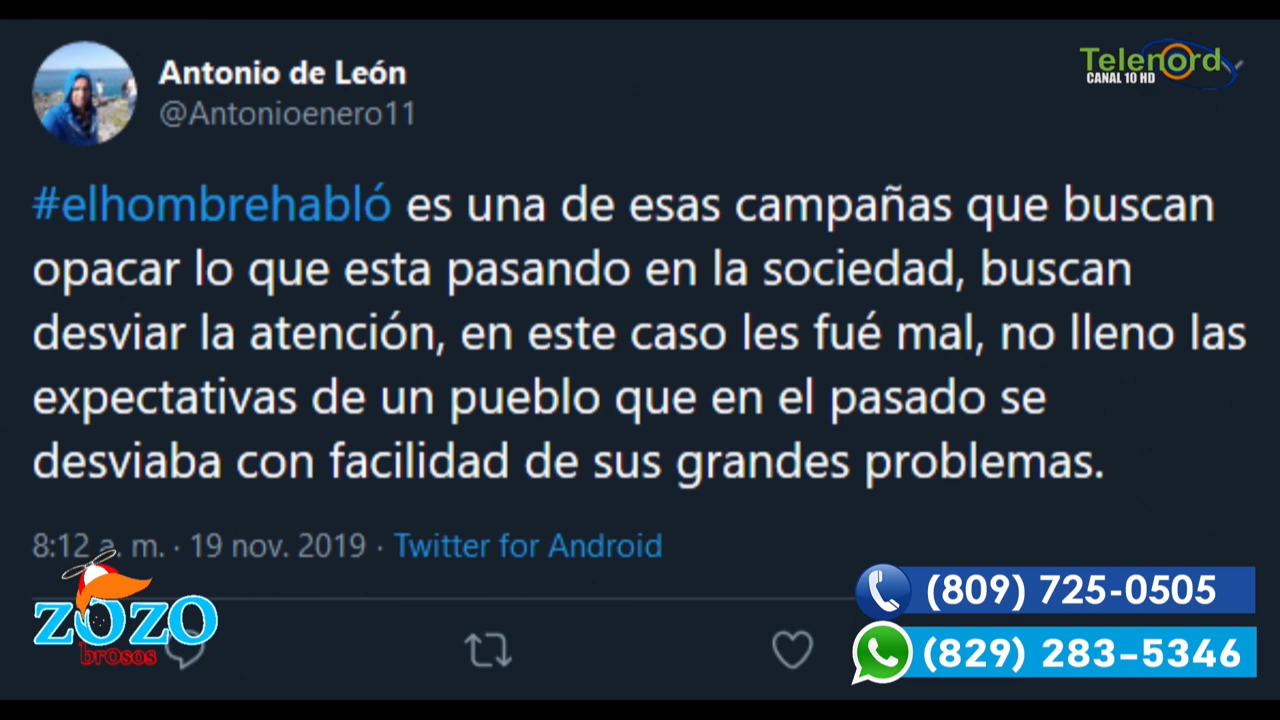 Antonio de León
@Antonioenero11
Telenord
CANAL 10 HD
#elhombrehabló es una de esas campañas que buscan
opacar lo que esta pasando en la sociedad, buscan
desviar la atención, en este caso les fué mal, no lleno las
expectativas de un pueblo que en el pasado se
desviaba con facilidad de sus grandes problemas.
8:12 a. m. · 19 nov. 2019 · Twitter for Android
ZOZO
brosos
(809) 725-0505
(829) 283-5346